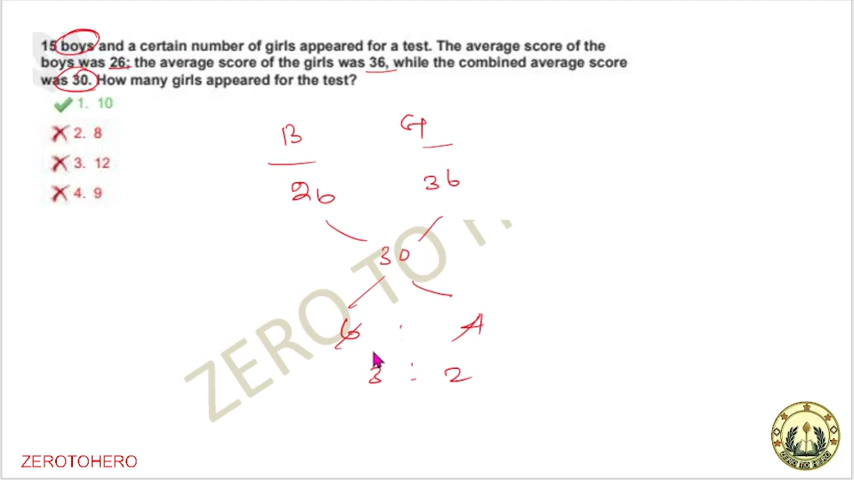 15 boys and a certain number of girls appeared for a test. The average score of the
boys was 26; the average score of the girls was 36, while the combined average score
was 30. How many girls appeared for the test?
1. 10
2. 8
3. 12
4. 9
B G
26 36
30
6 : 4
3 : 2
ZERO TO
ZEROTOHERO